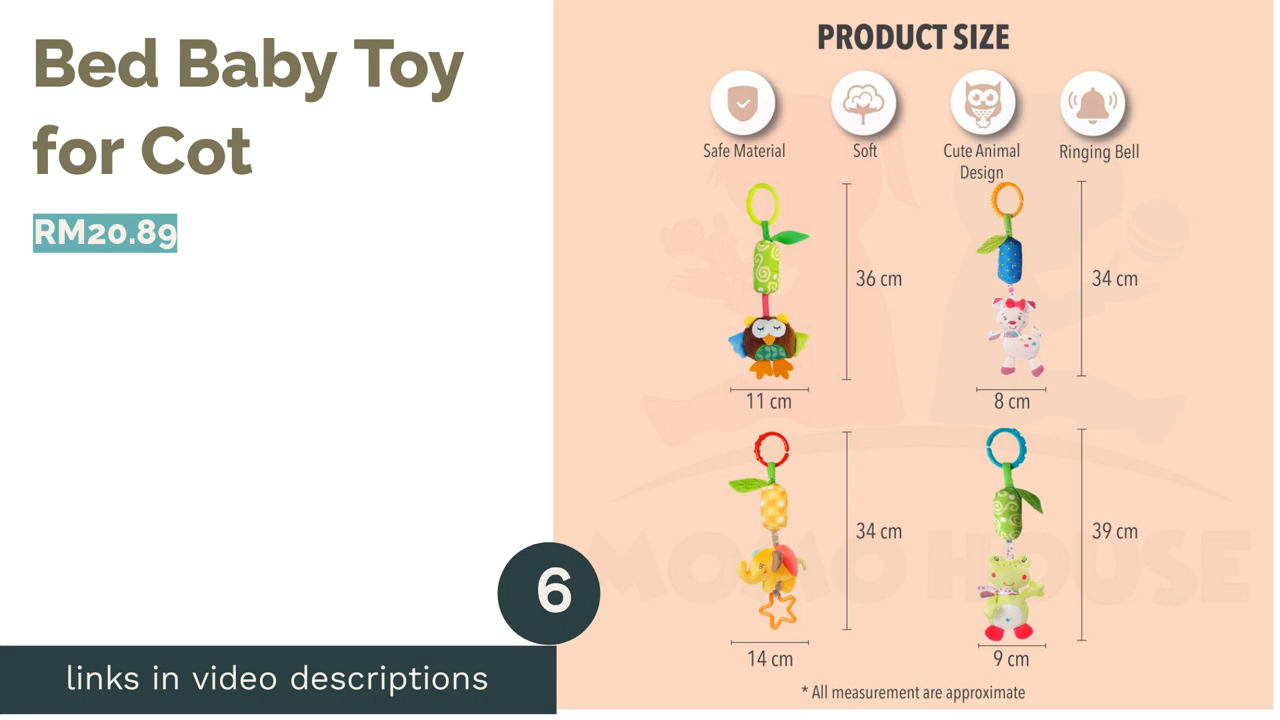 Bed Baby Toy
for Cot
RM20.89
PRODUCT SIZE
Safe Material
Soft
Cute Animal
Design
Ringing Bell
36 cm
34 cm
11 cm
8 cm
34 cm
39 cm
14 cm
9 cm
MOMO HOUSE
* All measurement are approximate
6
links in video descriptions